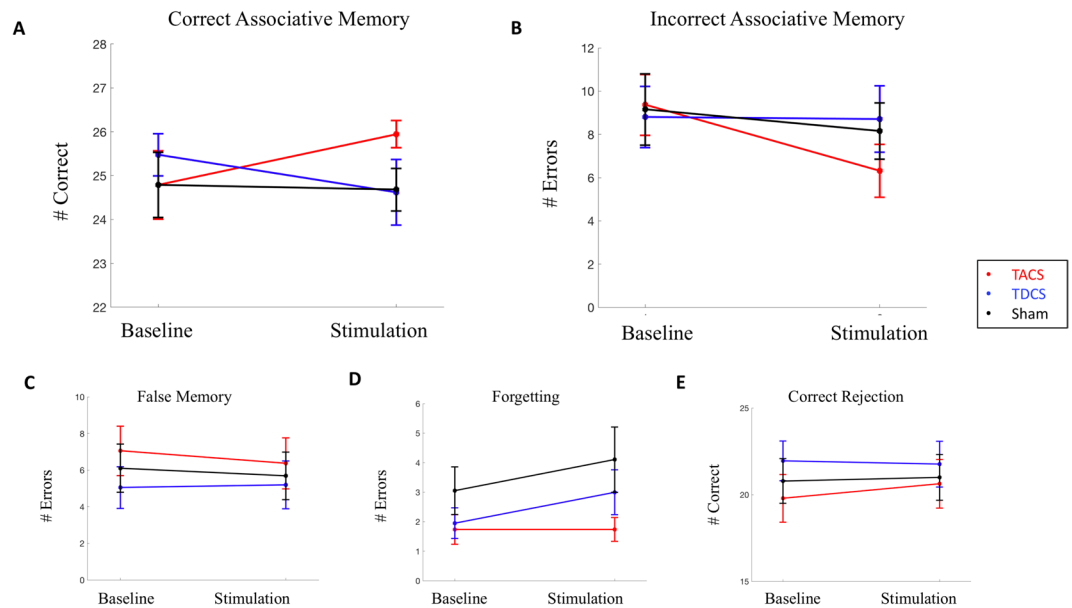 A
Correct Associative Memory
# Correct
28
27
26
25
24
23
22
Baseline
Stimulation
B
Incorrect Associative Memory
# Errors
12
10
8
6
4
2
0
Baseline
Stimulation
TACS
TDCS
Sham
C
False Memory
# Errors
10
8
6
4
2
0
Baseline
Stimulation
D
Forgetting
# Errors
6
5
4
3
2
1
0
Baseline
Stimulation
E
Correct Rejection
# Correct
25
20
15
Baseline
Stimulation